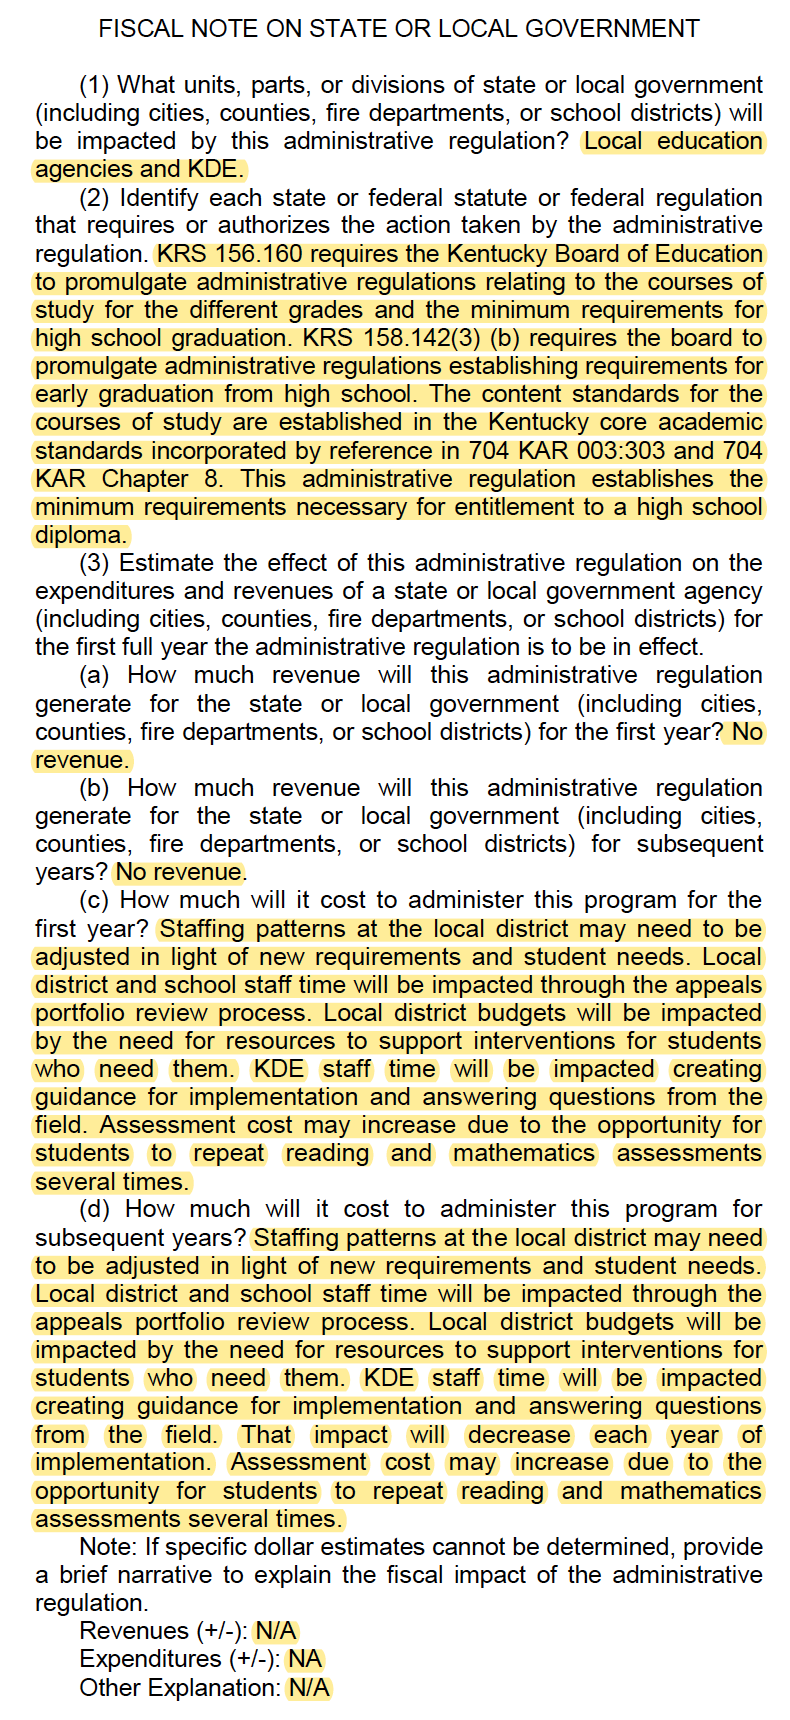 FISCAL NOTE ON STATE OR LOCAL GOVERNMENT
(1) What units, parts, or divisions of state or local government
(including cities, counties, fire departments, or school districts) will
be impacted by this administrative regulation? Local education
agencies and KDE.
(2) Identify each state or federal statute or federal regulation
that requires or authorizes the action taken by the administrative
regulation. KRS 156.160 requires the Kentucky Board of Education
to promulgate administrative regulations relating to the courses of
study for the different grades and the minimum requirements for
high school graduation. KRS 158.142(3) (b) requires the board to
promulgate administrative regulations establishing requirements for
early graduation from high school. The content standards for the
courses of study are established in the Kentucky core academic
standards incorporated by reference in 704 KAR 003:303 and 704
KAR Chapter 8. This administrative regulation establishes the
minimum requirements necessary for entitlement to a high school
diploma.
(3) Estimate the effect of this administrative regulation on the
expenditures and revenues of a state or local government agency
(including cities, counties, fire departments, or school districts) for
the first full year the administrative regulation is to be in effect.
(a) How much revenue will this administrative regulation
generate for the state or local government (including cities,
counties, fire departments, or school districts) for the first year? No
revenue.
(b) How much revenue will this administrative regulation
generate for the state or local government (including cities,
counties, fire departments, or school districts) for subsequent
years? No revenue.
(c) How much will it cost to administer this program for the
first year? Staffing patterns at the local district may need to be
adjusted in light of new requirements and student needs. Local
district and school staff time will be impacted through the appeals
portfolio review process. Local district budgets will be impacted
by the need for resources to support interventions for students
who need them. KDE staff time will be impacted creating
guidance for implementation and answering questions from the
field. Assessment cost may increase due to the opportunity for
students to repeat reading and mathematics assessments
several times.
(d) How much will it cost to administer this program for
subsequent years? Staffing patterns at the local district may need
to be adjusted in light of new requirements and student needs.
Local district and school staff time will be impacted through the
appeals portfolio review process. Local district budgets will be
impacted by the need for resources to support interventions for
students who need them. KDE staff time will be impacted
creating guidance for implementation and answering questions
from the field. That impact will decrease each year of
implementation. Assessment cost may increase due to the
opportunity for students to repeat reading and mathematics
assessments several times.
Note: If specific dollar estimates cannot be determined, provide
a brief narrative to explain the fiscal impact of the administrative
regulation.
Revenues (+/-): N/A
Expenditures (+/-): NA
Other Explanation: N/A